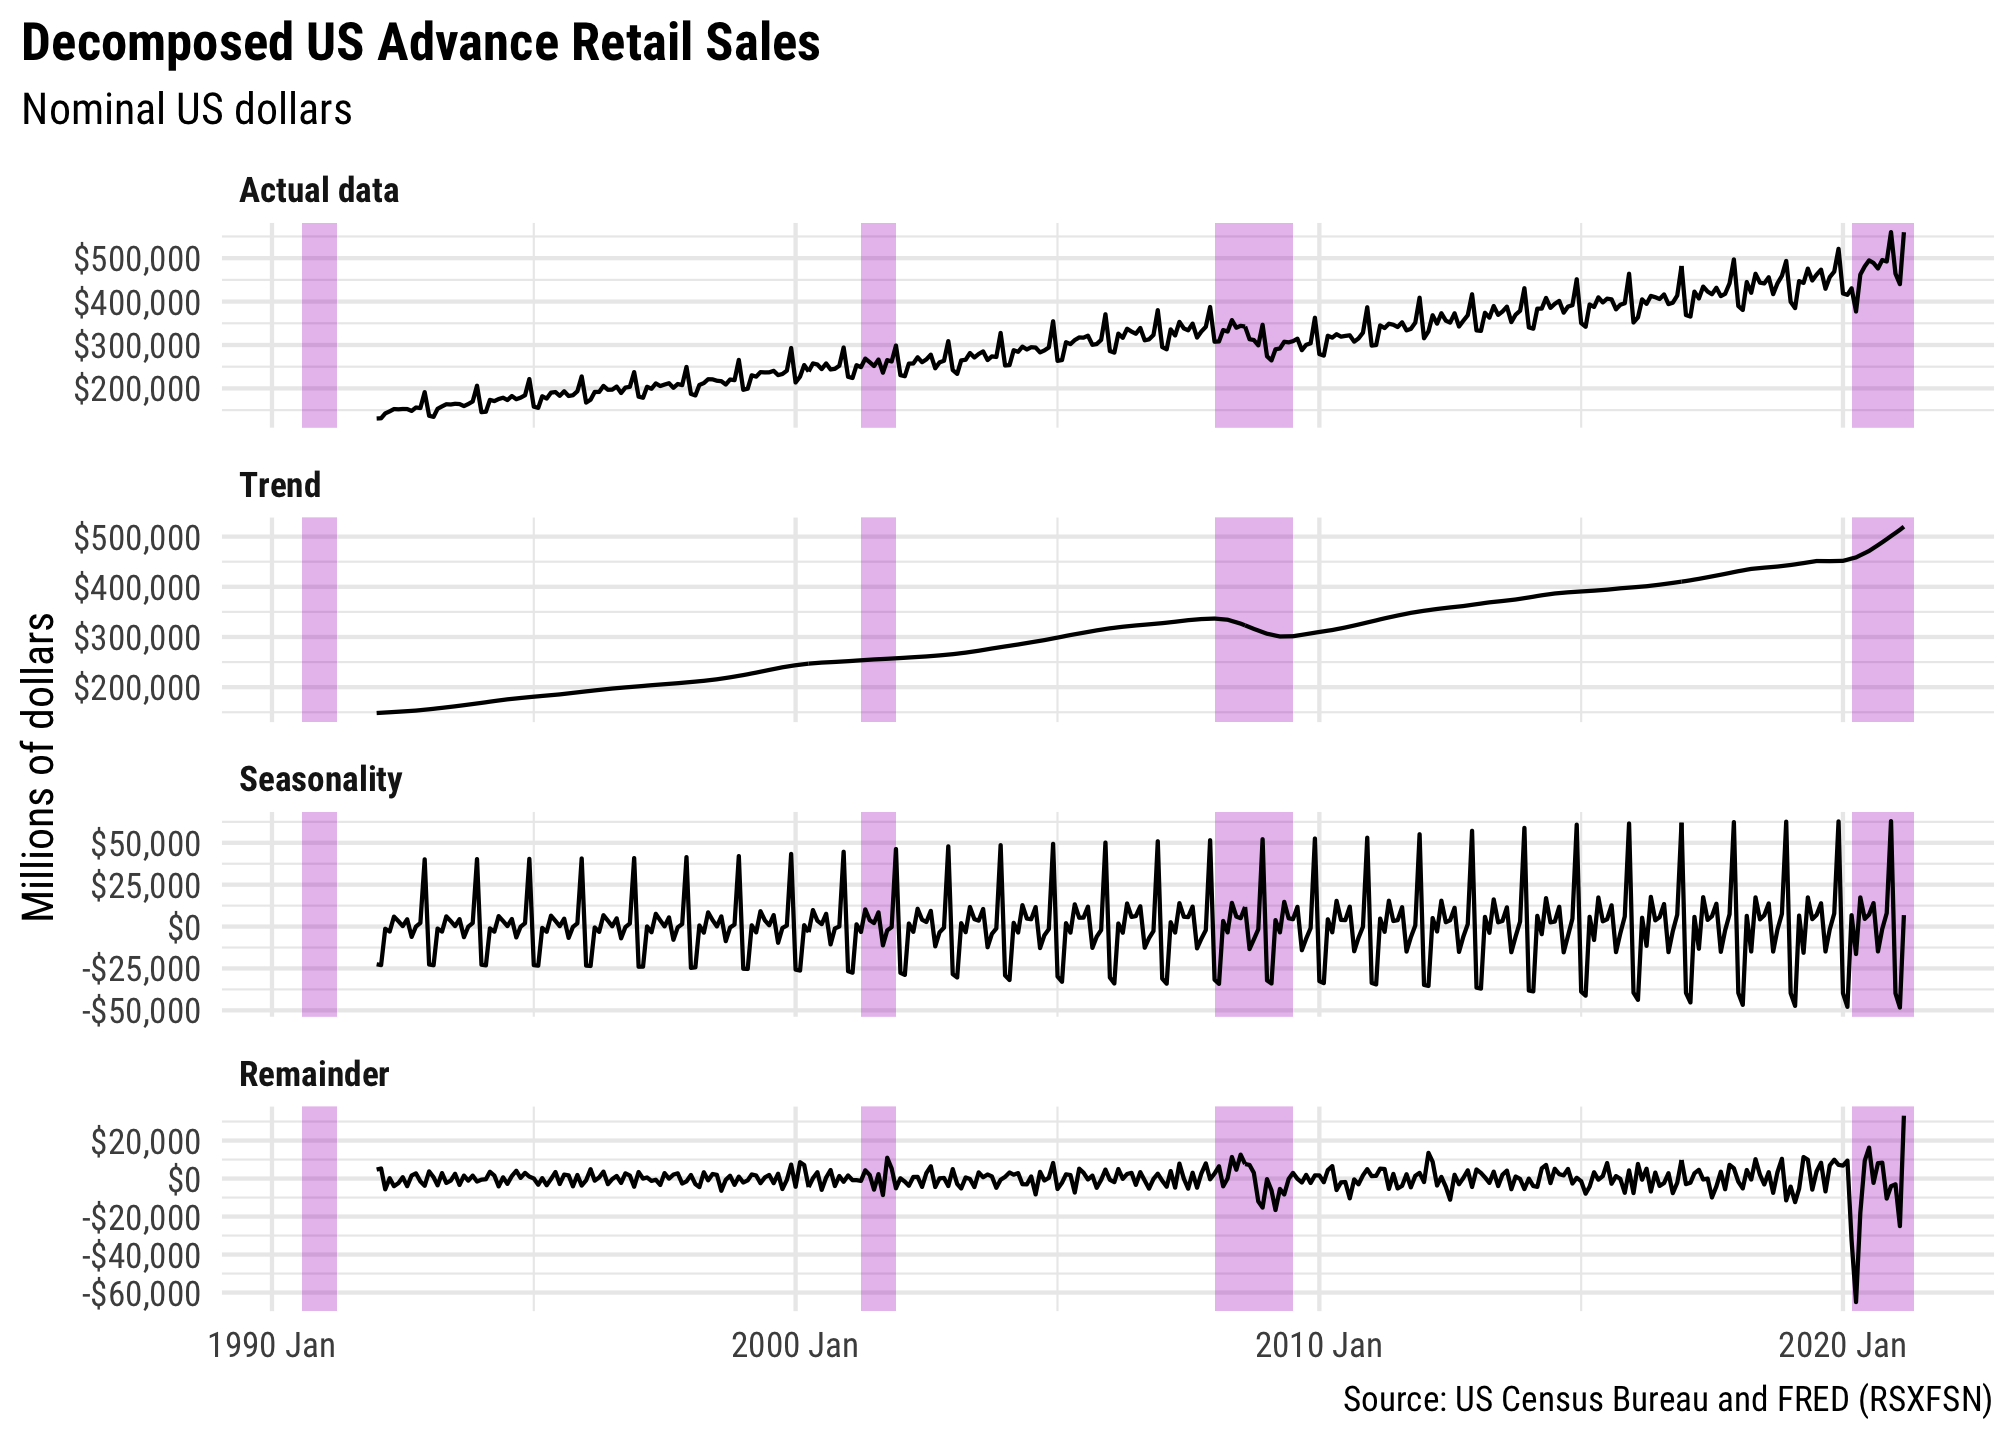 Decomposed US Advance Retail Sales
Nominal US dollars
Millions of dollars
Actual data
$500,000
$400,000
$300,000
$200,000
Trend
$500,000
$400,000
$300,000
$200,000
Seasonality
$50,000
$25,000
$0
-$25,000
-$50,000
Remainder
$20,000
$0
-$20,000
-$40,000
-$60,000
1990 Jan 2000 Jan 2010 Jan 2020 Jan
Source: US Census Bureau and FRED (RSXFSN)